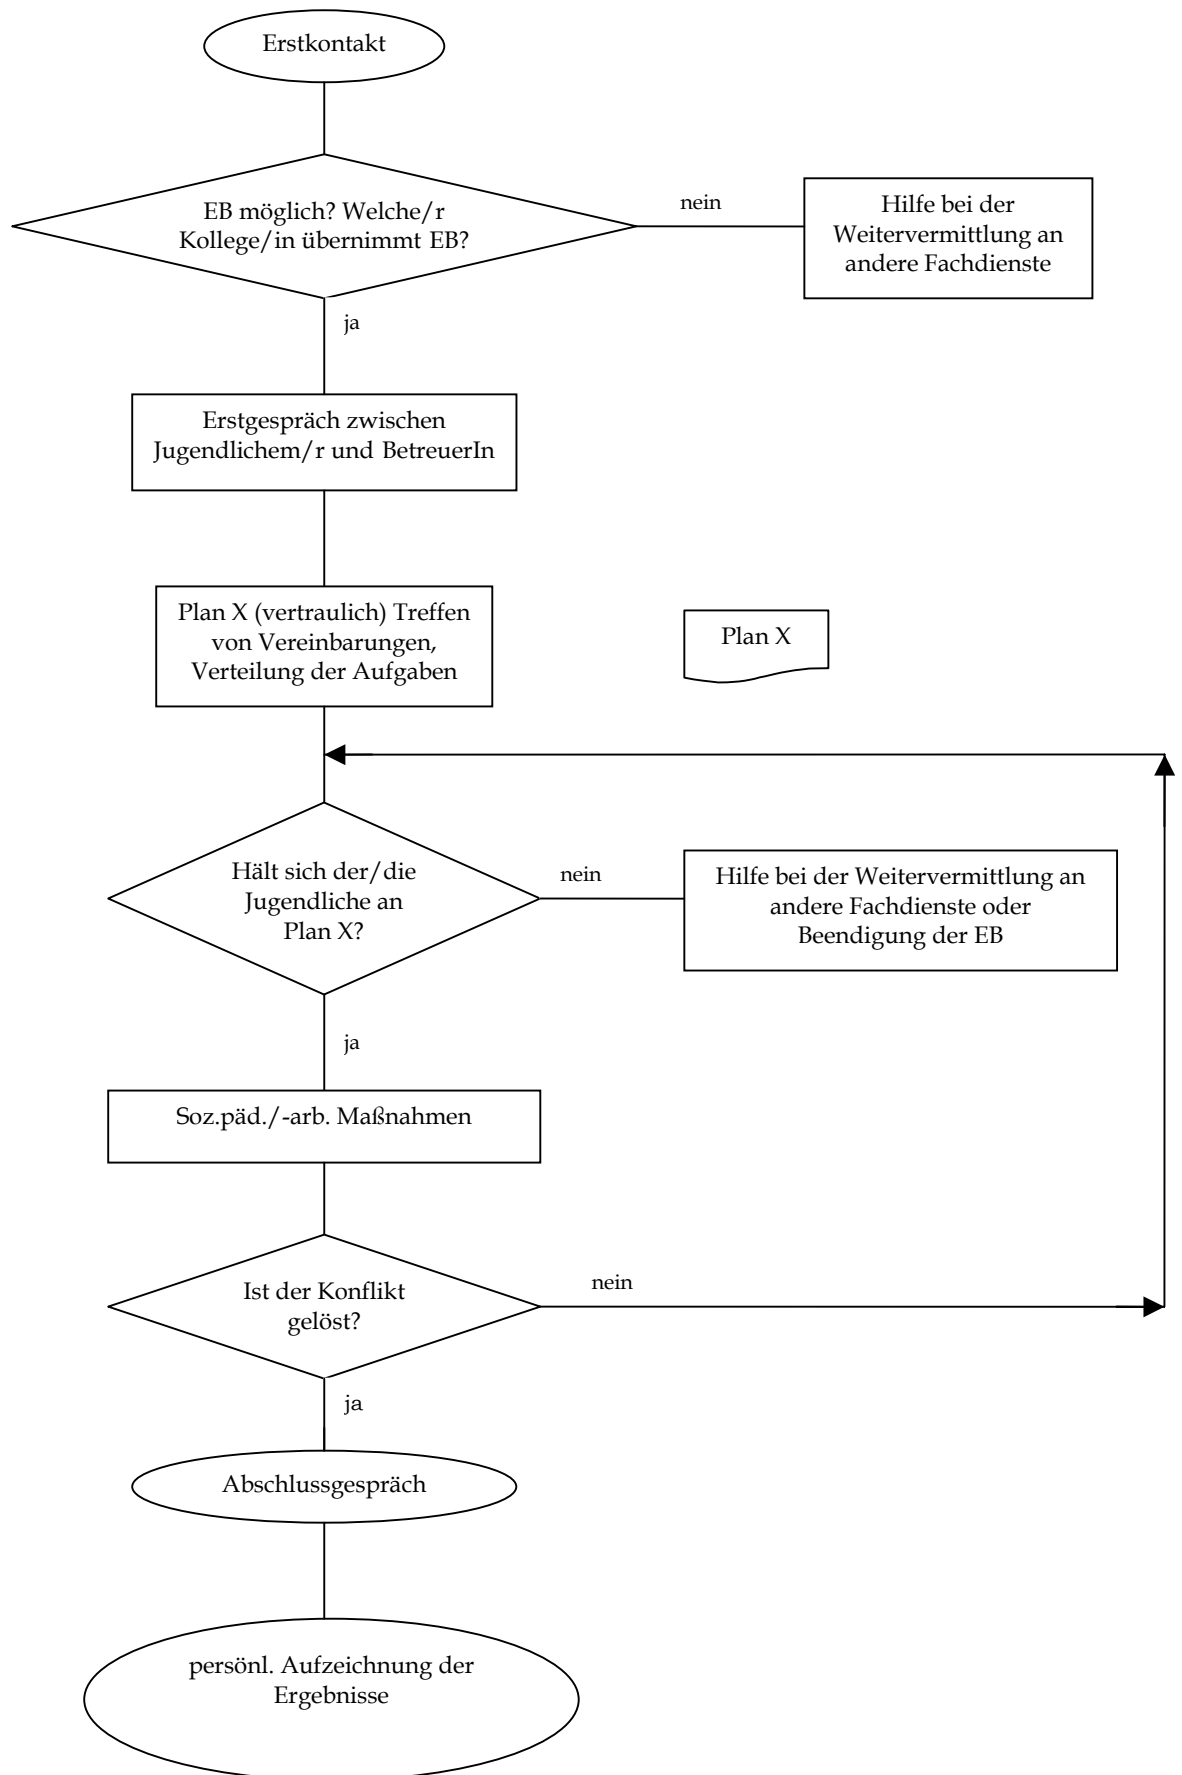 Erstkontakt
EB möglich? Welche/r
Kollege/in übernimmt EB?
nein
Hilfe bei der
Weitervermittlung an
andere Fachdienste
ja
Erstgespräch zwischen
Jugendlichem/r und BetreuerIn
Plan X (vertraulich) Treffen
von Vereinbarungen,
Verteilung der Aufgaben
Plan X
Hält sich der/die
Jugendliche an
Plan X?
nein
Hilfe bei der Weitervermittlung an
andere Fachdienste oder
Beendigung der EB
ja
Soz.päd./-arb. Maßnahmen
Ist der Konflikt
gelöst?
nein
ja
Abschlussgespräch
persönl. Aufzeichnung der
Ergebnisse